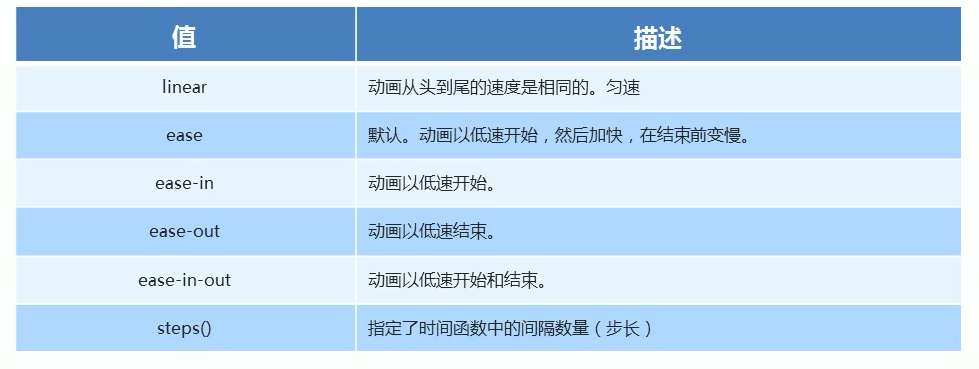 值 描述
linear 动画从头到尾的速度是相同的。匀速
ease 默认。动画以低速开始，然后加快，在结束前变慢。
ease-in 动画以低速开始。
ease-out 动画以低速结束。
ease-in-out 动画以低速开始和结束。
steps() 指定了时间函数中的间隔数量（步长）